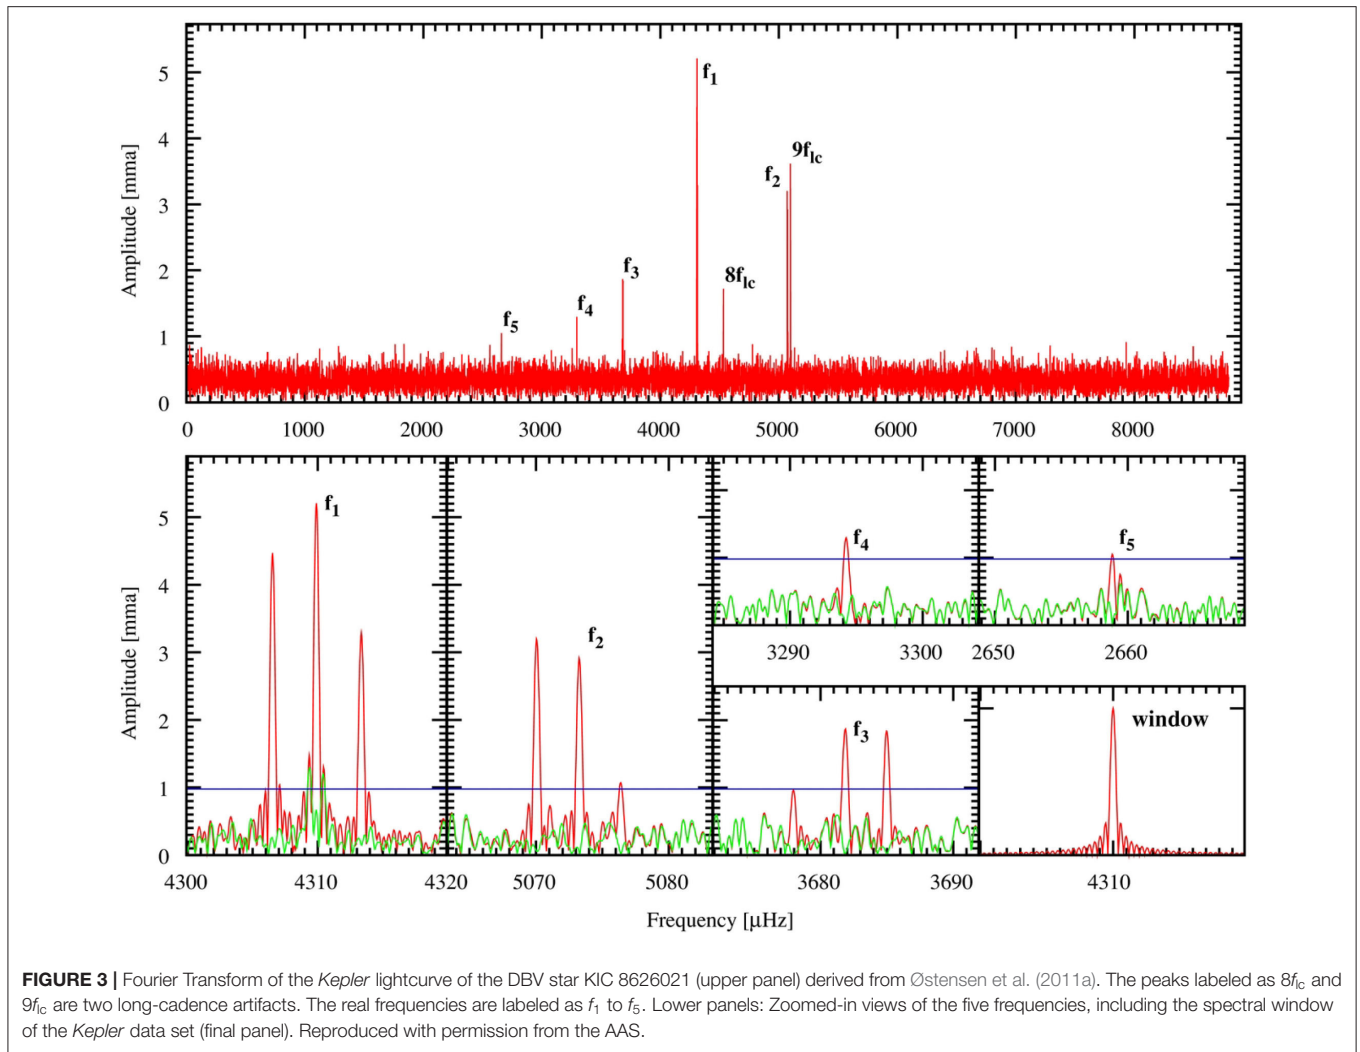 Amplitude [mma]
5
4
3
2
1
0
f5
f4
f3
f1
8flc
f2
9flc
0 1000 2000 3000 4000 5000 6000 7000 8000
Amplitude [mma]
5
4
3
2
1
0
f1
f2
f4
f5
3290 3300 2650 2660
f3
window
4300 4310 4320 5070 5080 3680 3690 4310
Frequency [μHz]
FIGURE 3 | Fourier Transform of the Kepler lightcurve of the DBV star KIC 8626021 (upper panel) derived from Østensen et al. (2011a). The peaks labeled as 8flc and
9flc are two long-cadence artifacts. The real frequencies are labeled as f1 to f5. Lower panels: Zoomed-in views of the five frequencies, including the spectral window
of the Kepler data set (final panel). Reproduced with permission from the AAS.